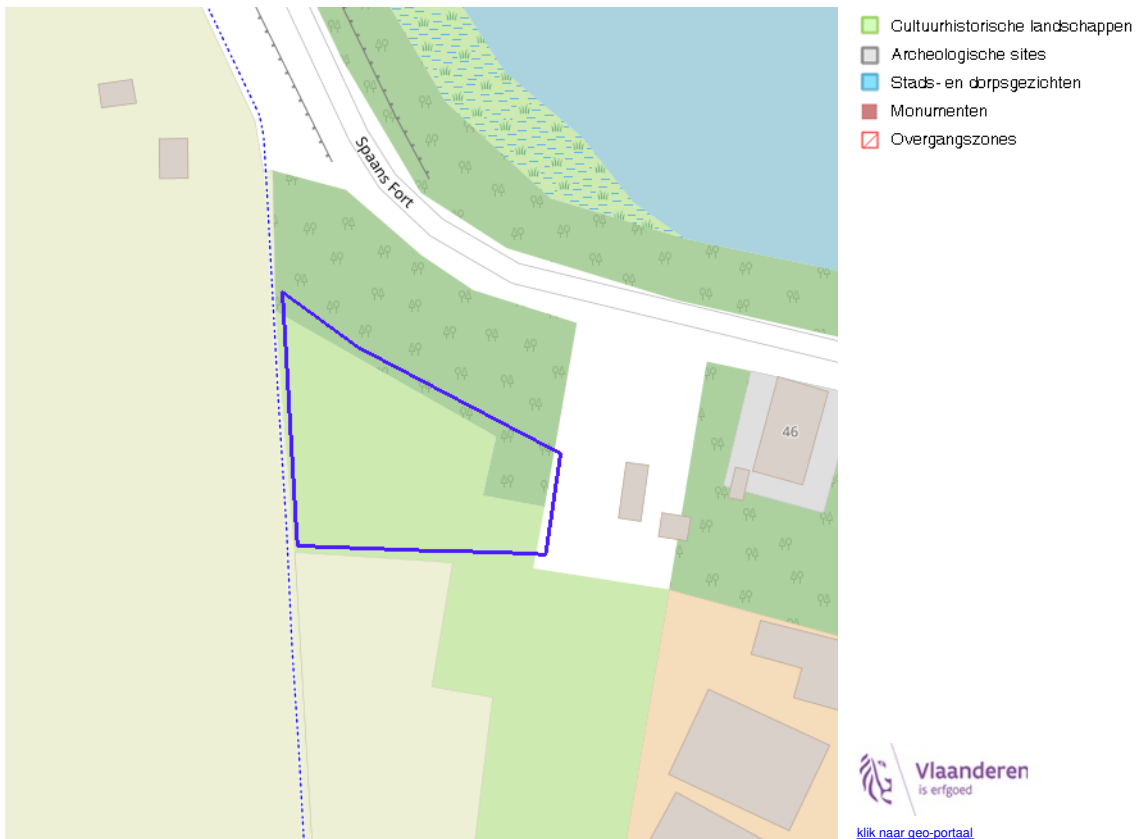 Cultuurhistorische landschappen
Archeologische sites
Stads- en dorpsgezichten
Monumenten
Overgangszones
Spaans Fort
46
Vlaanderen
is erfgoed
klik naar geo-portaal